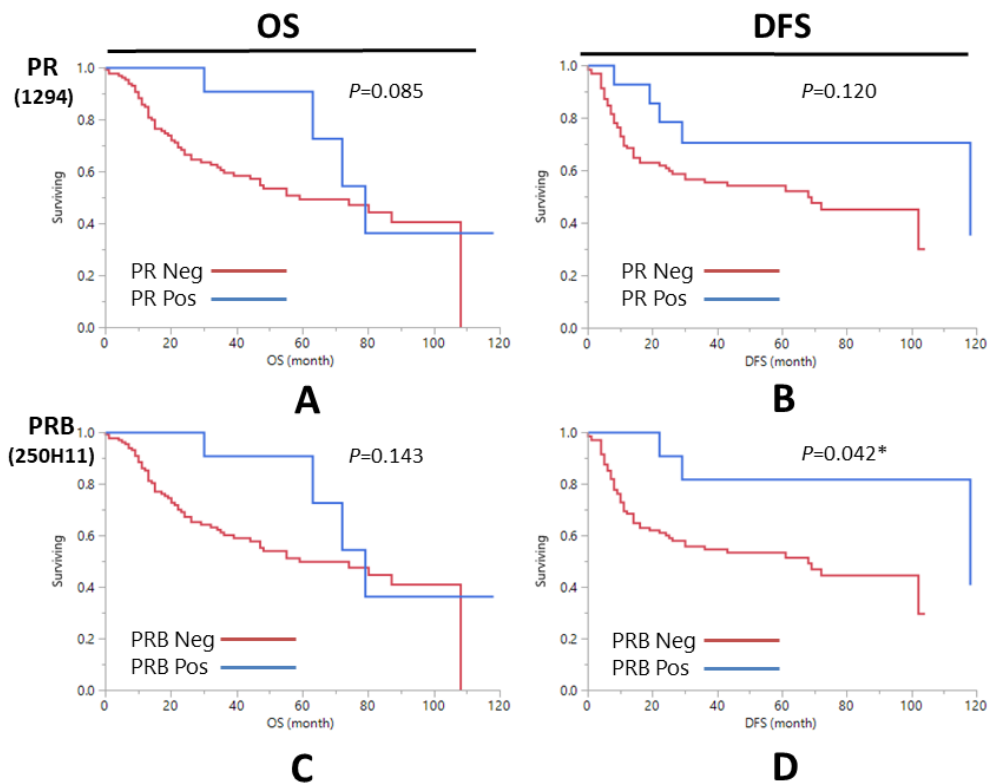 OS
DFS
PR
(1294)
1.0
0.8
0.6
0.4
0.2
0.0
Surviving
P=0.085
PR Neg
PR Pos
0 20 40 60 80 100 120
OS (month)
A
1.0
0.8
0.6
0.4
0.2
0.0
Surviving
P=0.120
PR Neg
PR Pos
0 20 40 60 80 100 120
DFS (month)
B
PRB
(250H11)
1.0
0.8
0.6
0.4
0.2
0.0
Surviving
P=0.143
PRB Neg
PRB Pos
0 20 40 60 80 100 120
OS (month)
C
1.0
0.8
0.6
0.4
0.2
0.0
Surviving
P=0.042*
PRB Neg
PRB Pos
0 20 40 60 80 100 120
DFS (month)
D